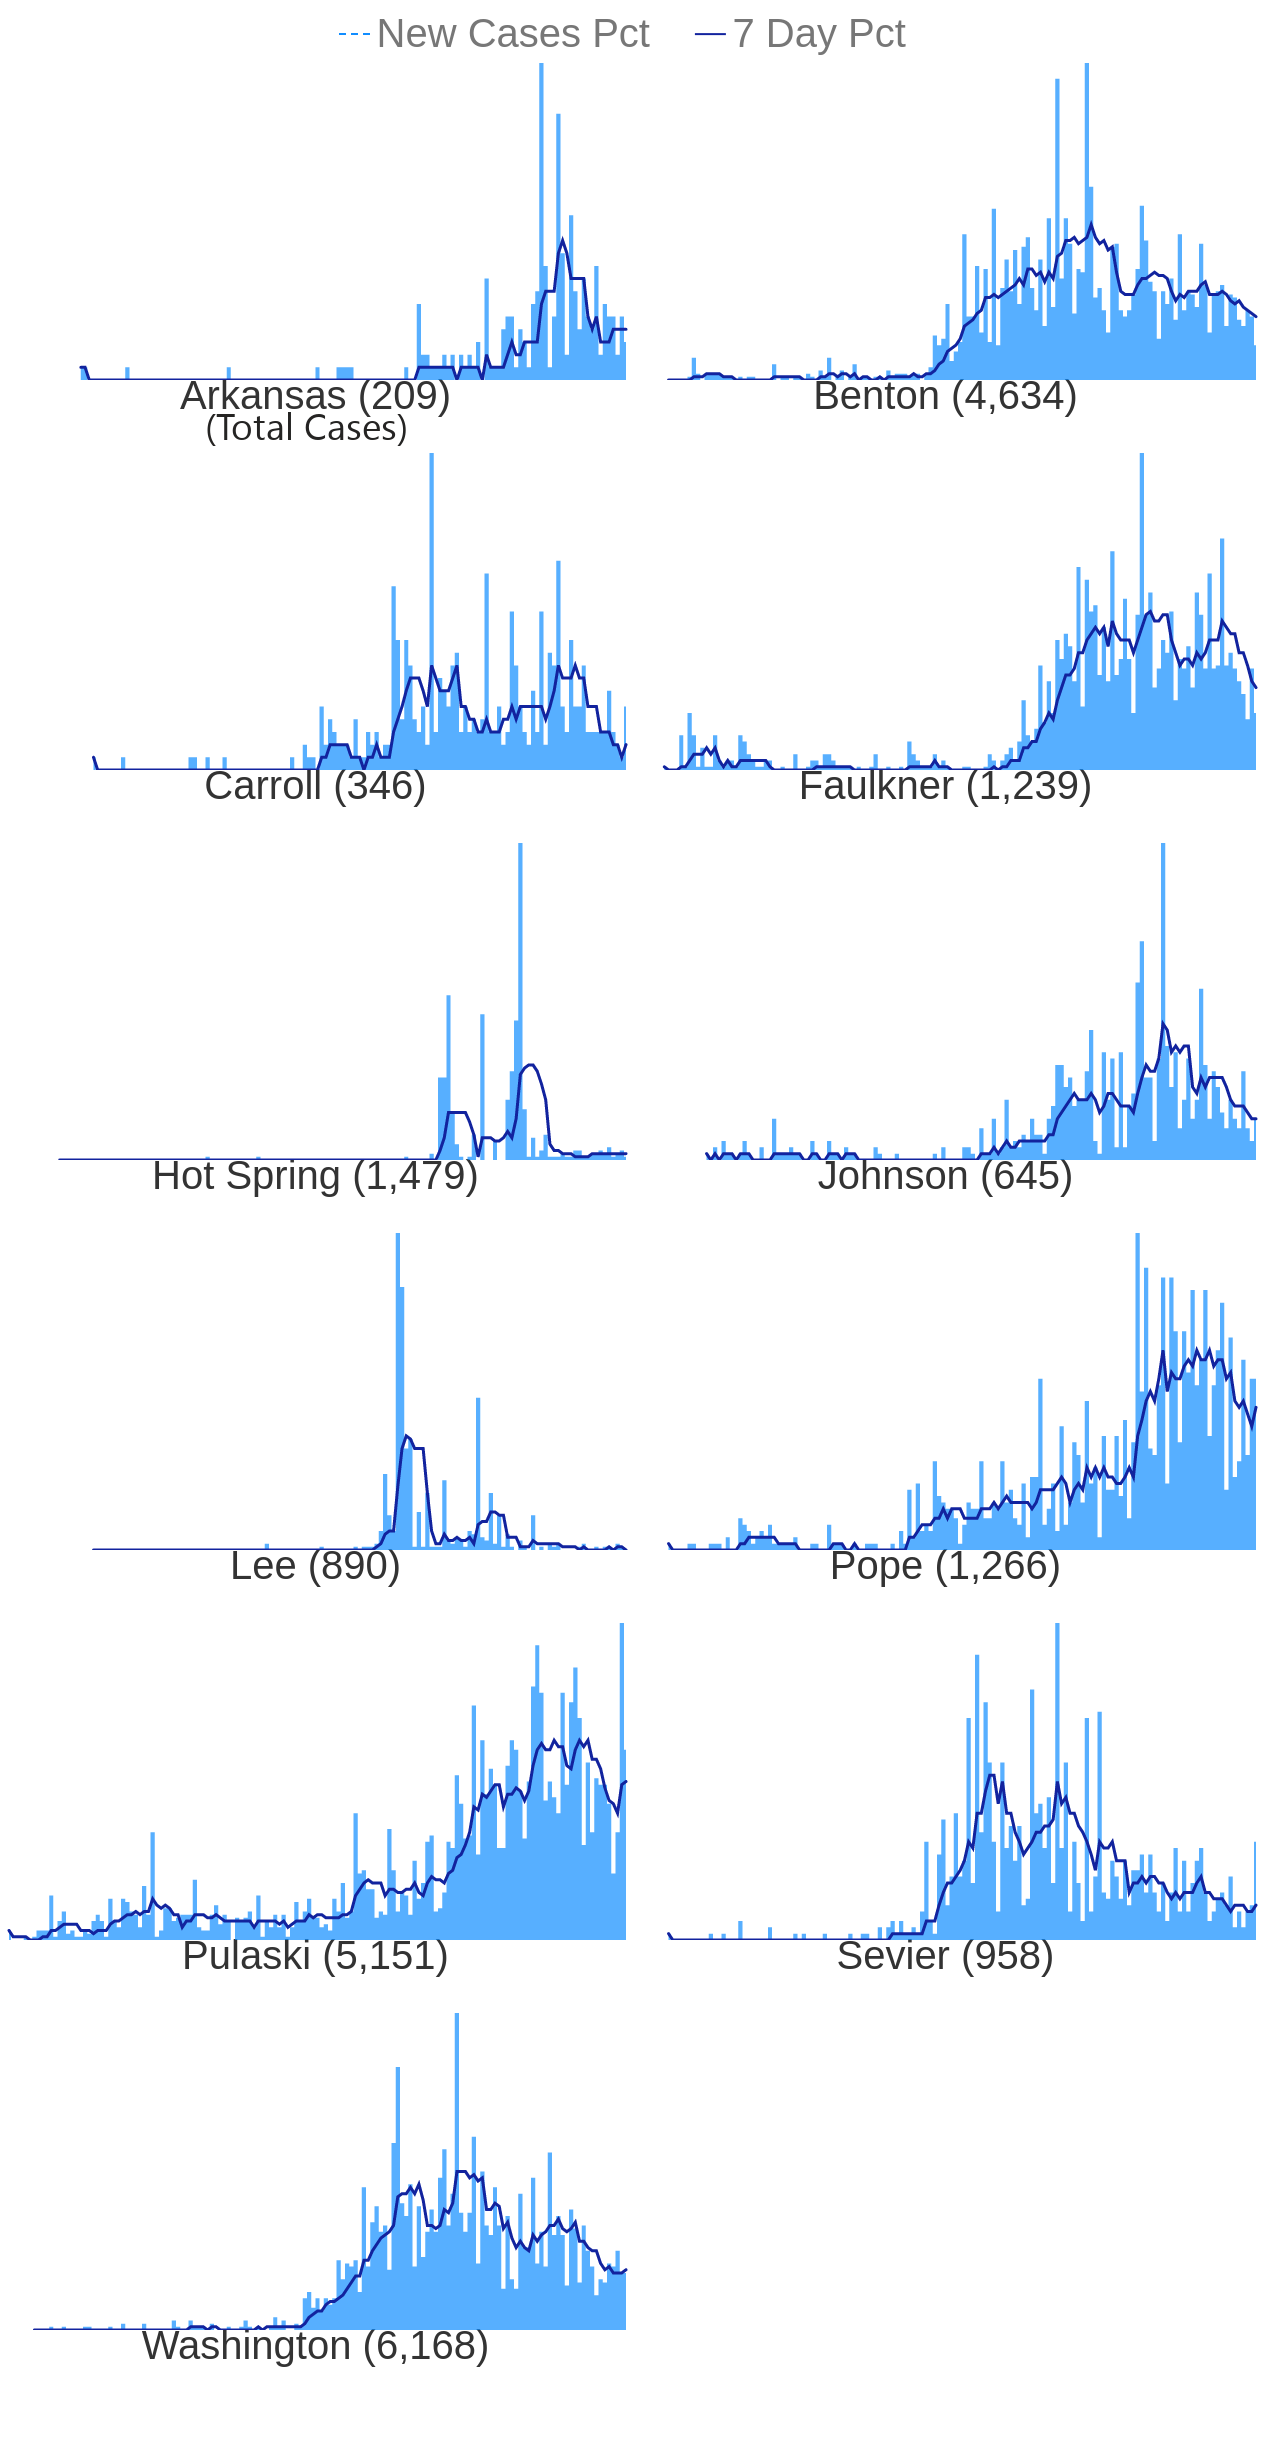 New Cases Pct 7 Day Pct
Arkansas (209) Benton (4,634)
(Total Cases)
Carroll (346) Faulkner (1,239)
Hot Spring (1,479) Johnson (645)
Lee (890) Pope (1,266)
Pulaski (5,151) Sevier (958)
Washington (6,168)